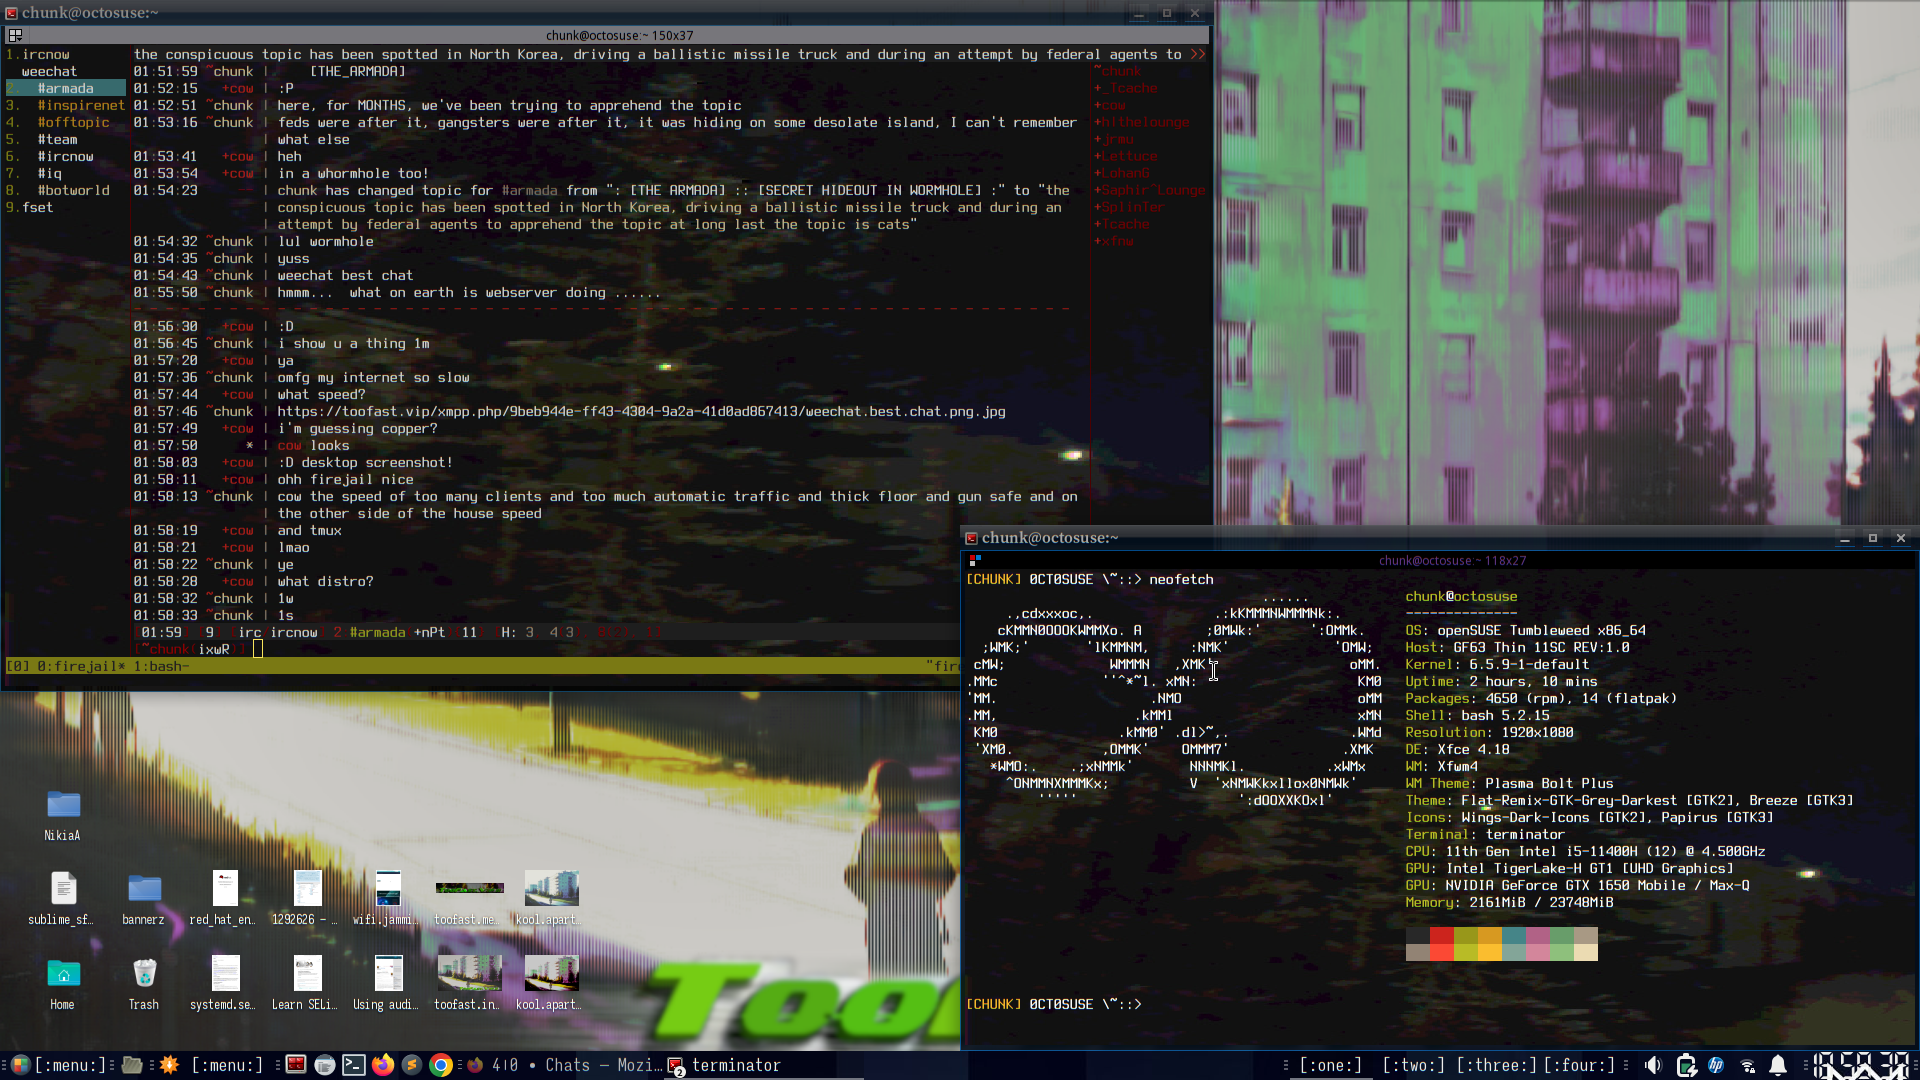 chunk@octosuse:~
chunk@octosuse:~ 150x37
1.ircnow
weechat
2. #armada
3. #inspirenet
4. #offtopic
5. #team
6. #ircnow
7. #iq
8. #botworld
9.fset
the conspicuous topic has been spotted in North Korea, driving a ballistic missile truck and during an attempt by federal agents to >>
01:51:59 ~chunk | [THE_ARMADA]
01:52:15 +cow | :P
01:52:51 ~chunk | here, for MONTHS, we've been trying to apprehend the topic
01:53:16 ~chunk | feds were after it, gangsters were after it, it was hiding on some desolate island, I can't remember
| what else
01:53:41 +cow | heh
01:53:54 +cow | in a whormhole too!
01:54:23 -- | chunk has changed topic for #armada from ": [THE ARMADA] :: [SECRET HIDEOUT IN WORMHOLE] :" to "the
| conspicuous topic has been spotted in North Korea, driving a ballistic missile truck and during an
| attempt by federal agents to apprehend the topic at long last the topic is cats"
01:54:32 ~chunk | lul wormhole
01:54:35 ~chunk | yuss
01:54:43 ~chunk | weechat best chat
01:55:50 ~chunk | hmmm... what on earth is webserver doing ......
01:56:30 +cow | :D
01:56:45 ~chunk | i show u a thing 1m
01:57:20 +cow | ya
01:57:36 ~chunk | omfg my internet so slow
01:57:44 +cow | what speed?
01:57:46 ~chunk | https://toofast.vip/xmpp.php/9beb944e-ff43-4304-9a2a-41d0ad867413/weechat.best.chat.png.jpg
01:57:49 +cow | i'm guessing copper?
01:57:50 * | cow looks
01:58:03 +cow | :D desktop screenshot!
01:58:11 +cow | ohh firejail nice
01:58:13 ~chunk | cow the speed of too many clients and too much automatic traffic and thick floor and gun safe and on
| the other side of the house speed
01:58:19 +cow | and tmux
01:58:21 +cow | lmao
01:58:22 ~chunk | ye
01:58:28 +cow | what distro?
01:58:32 ~chunk | 1w
01:58:33 ~chunk | 1s
[01:59] [9] [irc ircnow] 2 #armada +nPt 11 [H: 3 4(3)
[~chunk(ixwR)]
[0] 0:firejail* 1:bash- "fire
~chunk
+_Tcache
+cow
+hithelounge
+jrmu
+Lettuce
+LohanG
+Saphir^Lounge
+SplinTer
+Tcache
+xfnw
chunk@octosuse:~
chunk@octosuse:~ 118x27
[CHUNK] 0CT0SUSE \~::> neofetch
chunk@octosuse
--------------
OS: openSUSE Tumbleweed x86_64
Host: GF63 Thin 11SC REV:1.0
Kernel: 6.5.9-1-default
Uptime: 2 hours, 10 mins
Packages: 4650 (rpm), 14 (flatpak)
Shell: bash 5.2.15
Resolution: 1920x1080
DE: Xfce 4.18
WM: Xfwm4
WM Theme: Plasma Bolt Plus
Theme: Flat-Remix-GTK-Grey-Darkest [GTK2], Breeze [GTK3]
Icons: Wings-Dark-Icons [GTK2], Papirus [GTK3]
Terminal: terminator
CPU: 11th Gen Intel i5-11400H (12) @ 4.500GHz
GPU: Intel TigerLake-H GT1 [UHD Graphics]
GPU: NVIDIA GeForce GTX 1650 Mobile / Max-Q
Memory: 2161MiB / 23748MiB
[CHUNK] 0CT0SUSE \~::>
NikiaA
sublime_sf... bannerz red_hat_en... 1292626 - ... wifi.jammi... toofast.me... kool.apart...
Home Trash systemd.se... Learn SELi... Using audi... toofast.in... kool.apart...
Tool
[:menu:] [:menu:] 4|0 • Chats — Mozi... 2 terminator [:one:] [:two:] [:three:] [:four:]